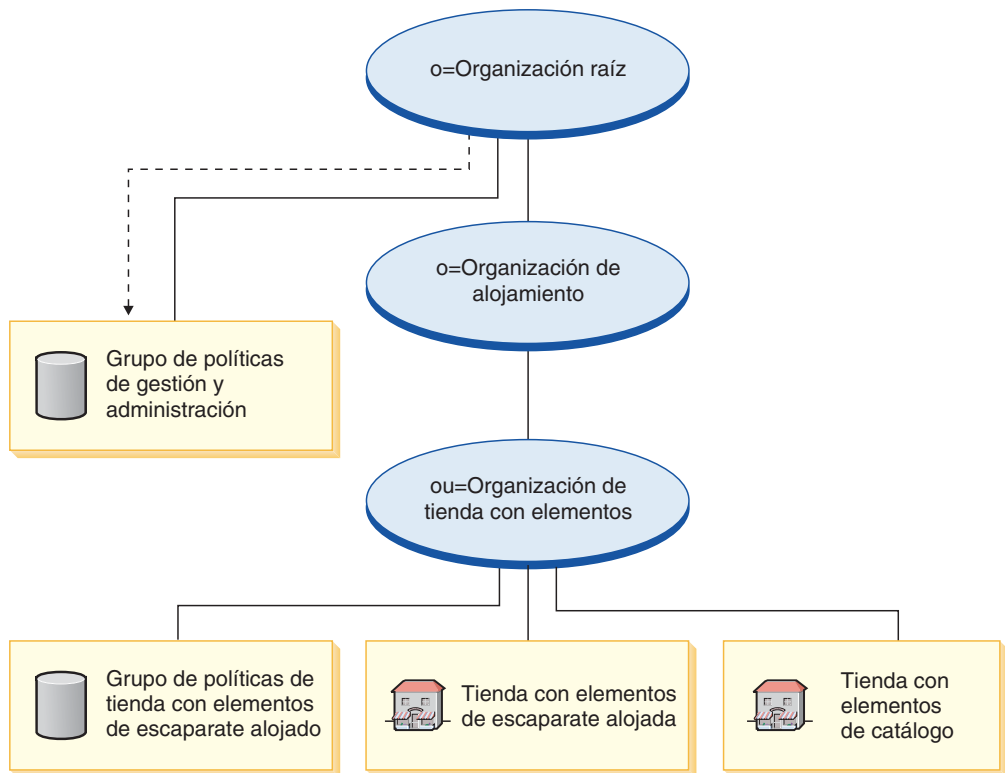 o=Organización raíz
o=Organización de
alojamiento
Grupo de políticas
de gestión y
administración
ou=Organización de
tienda con elementos
Grupo de políticas de
tienda con elementos
de escaparate alojado
Tienda con elementos
de escaparate alojada
Tienda con
elementos
de catálogo